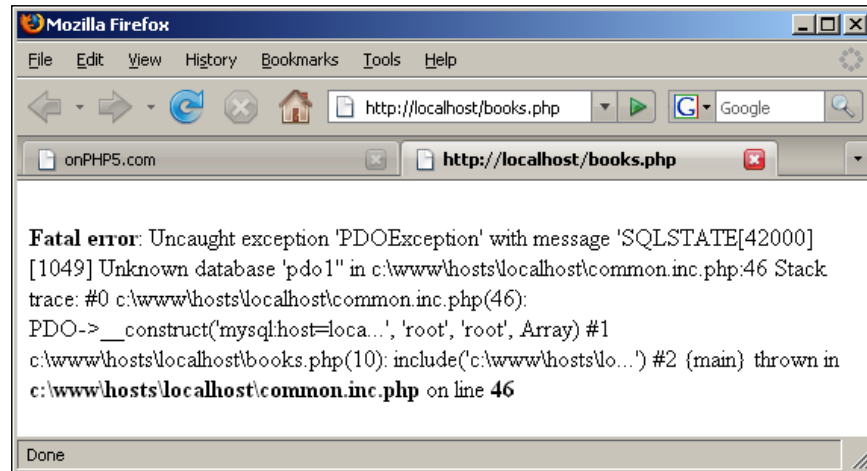 Mozilla Firefox
File Edit View History Bookmarks Tools Help
http://localhost/books.php G Google
onPHP5.com http://localhost/books.php
Fatal error: Uncaught exception 'PDOException' with message 'SQLSTATE[42000]
[1049] Unknown database 'pdo1'' in c:\www\hosts\localhost\common.inc.php:46 Stack
trace: #0 c:\www\hosts\localhost\common.inc.php(46):
PDO->__construct('mysql:host=loca...', 'root', 'root', Array) #1
c:\www\hosts\localhost\books.php(10): include('c:\www\hosts\lo...') #2 {main} thrown in
c:\www\hosts\localhost\common.inc.php on line 46
Done